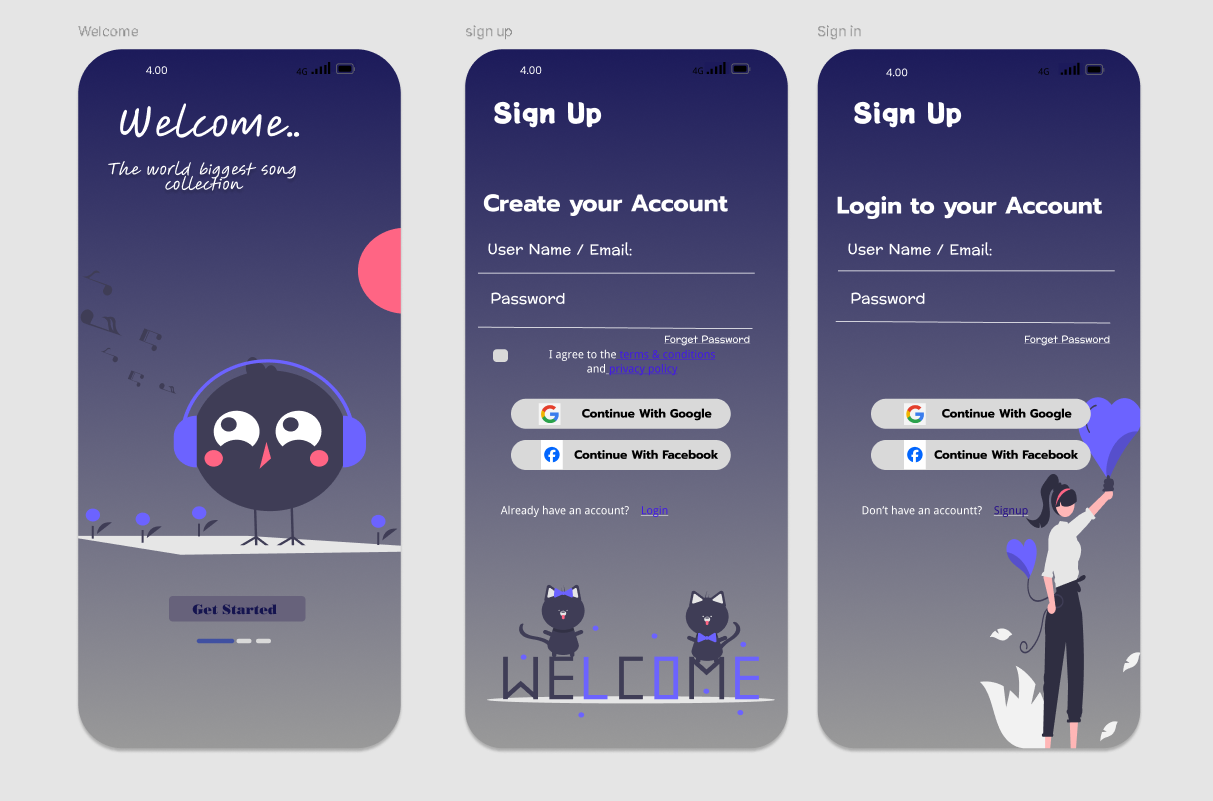 Welcome
4.00
4G
Welcome..
The world biggest song
collection
Get Started
sign up
4.00
4G
Sign Up
Create your Account
User Name / Email:
Password
Forget Password
I agree to the terms & conditions
and privacy policy
Continue With Google
Continue With Facebook
Already have an account? Login
WELCOME
Sign in
4.00
4G
Sign Up
Login to your Account
User Name / Email:
Password
Forget Password
Continue With Google
Continue With Facebook
Don't have an accountt? Signup